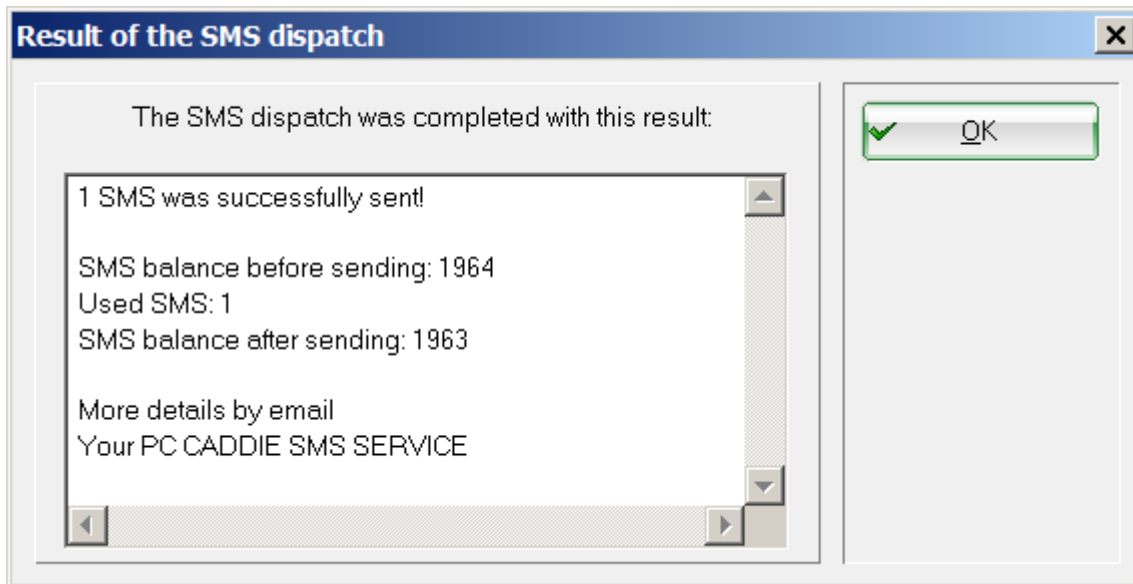 Result of the SMS dispatch
The SMS dispatch was completed with this result:
OK
1 SMS was successfully sent!
SMS balance before sending: 1964
Used SMS: 1
SMS balance after sending: 1963
More details by email
Your PC CADDIE SMS SERVICE